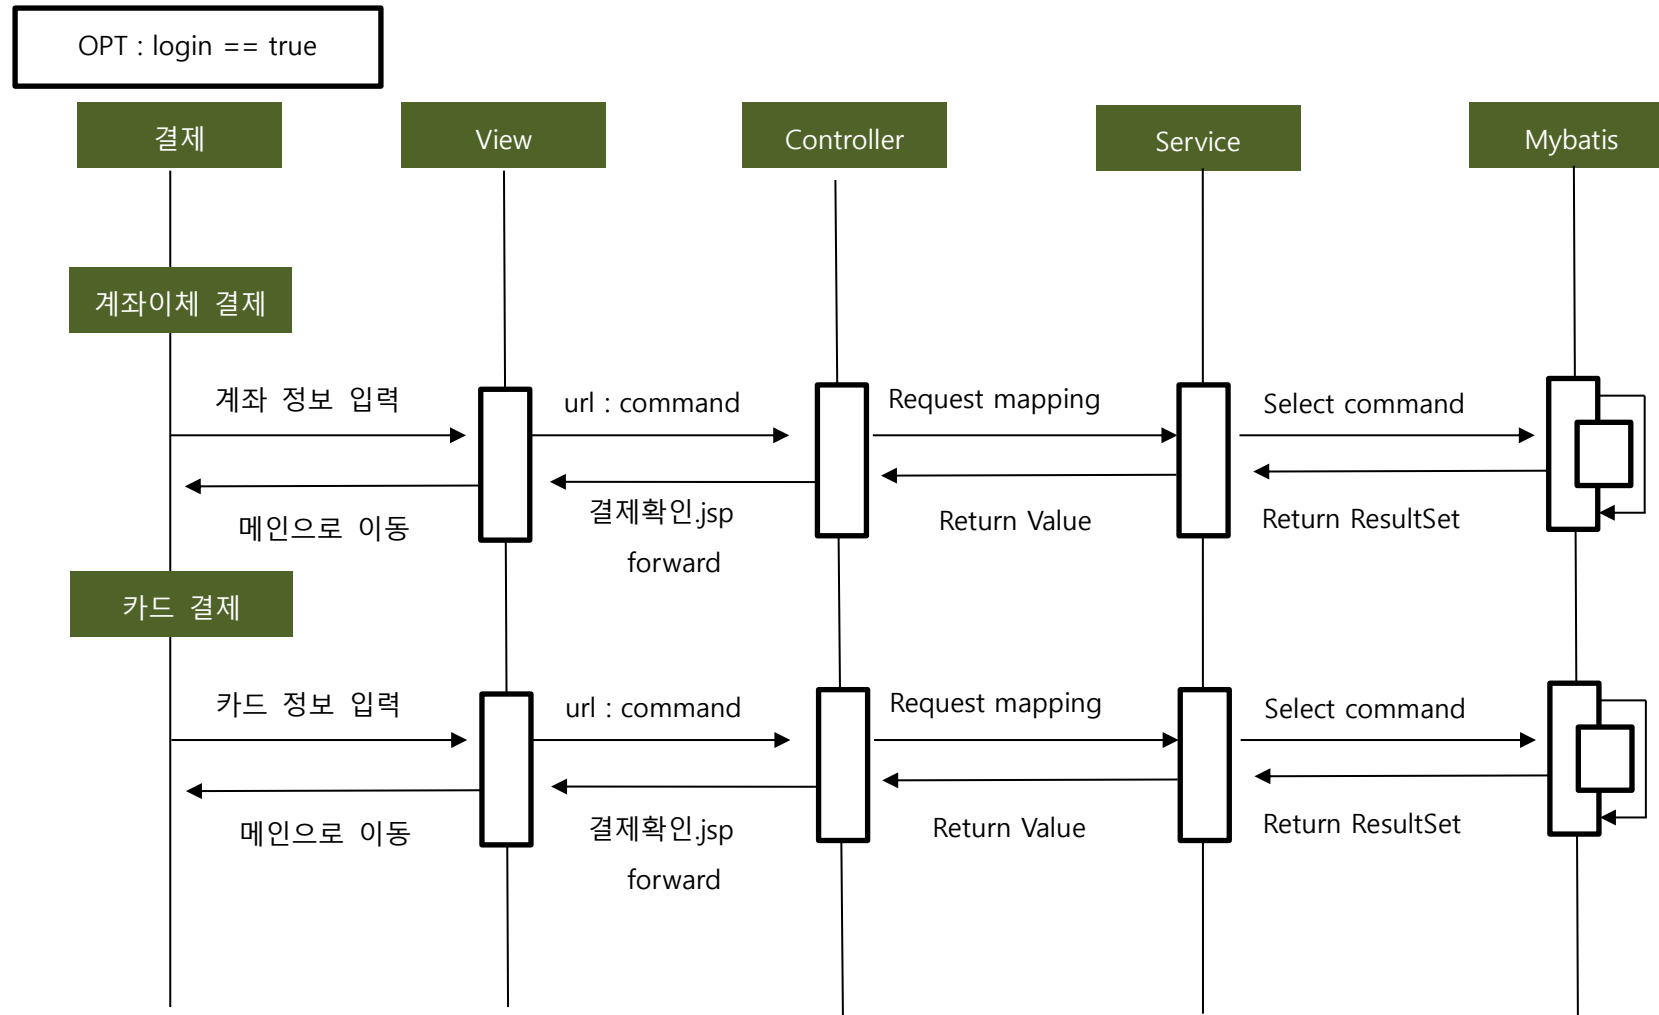 OPT : login == true
결제
View
Controller
Service
Mybatis
계좌이체 결제
계좌 정보 입력
url : command
Request mapping
Select command
메인으로 이동
결제확인.jsp
forward
Return Value
Return ResultSet
카드 결제
카드 정보 입력
url : command
Request mapping
Select command
메인으로 이동
결제확인.jsp
forward
Return Value
Return ResultSet